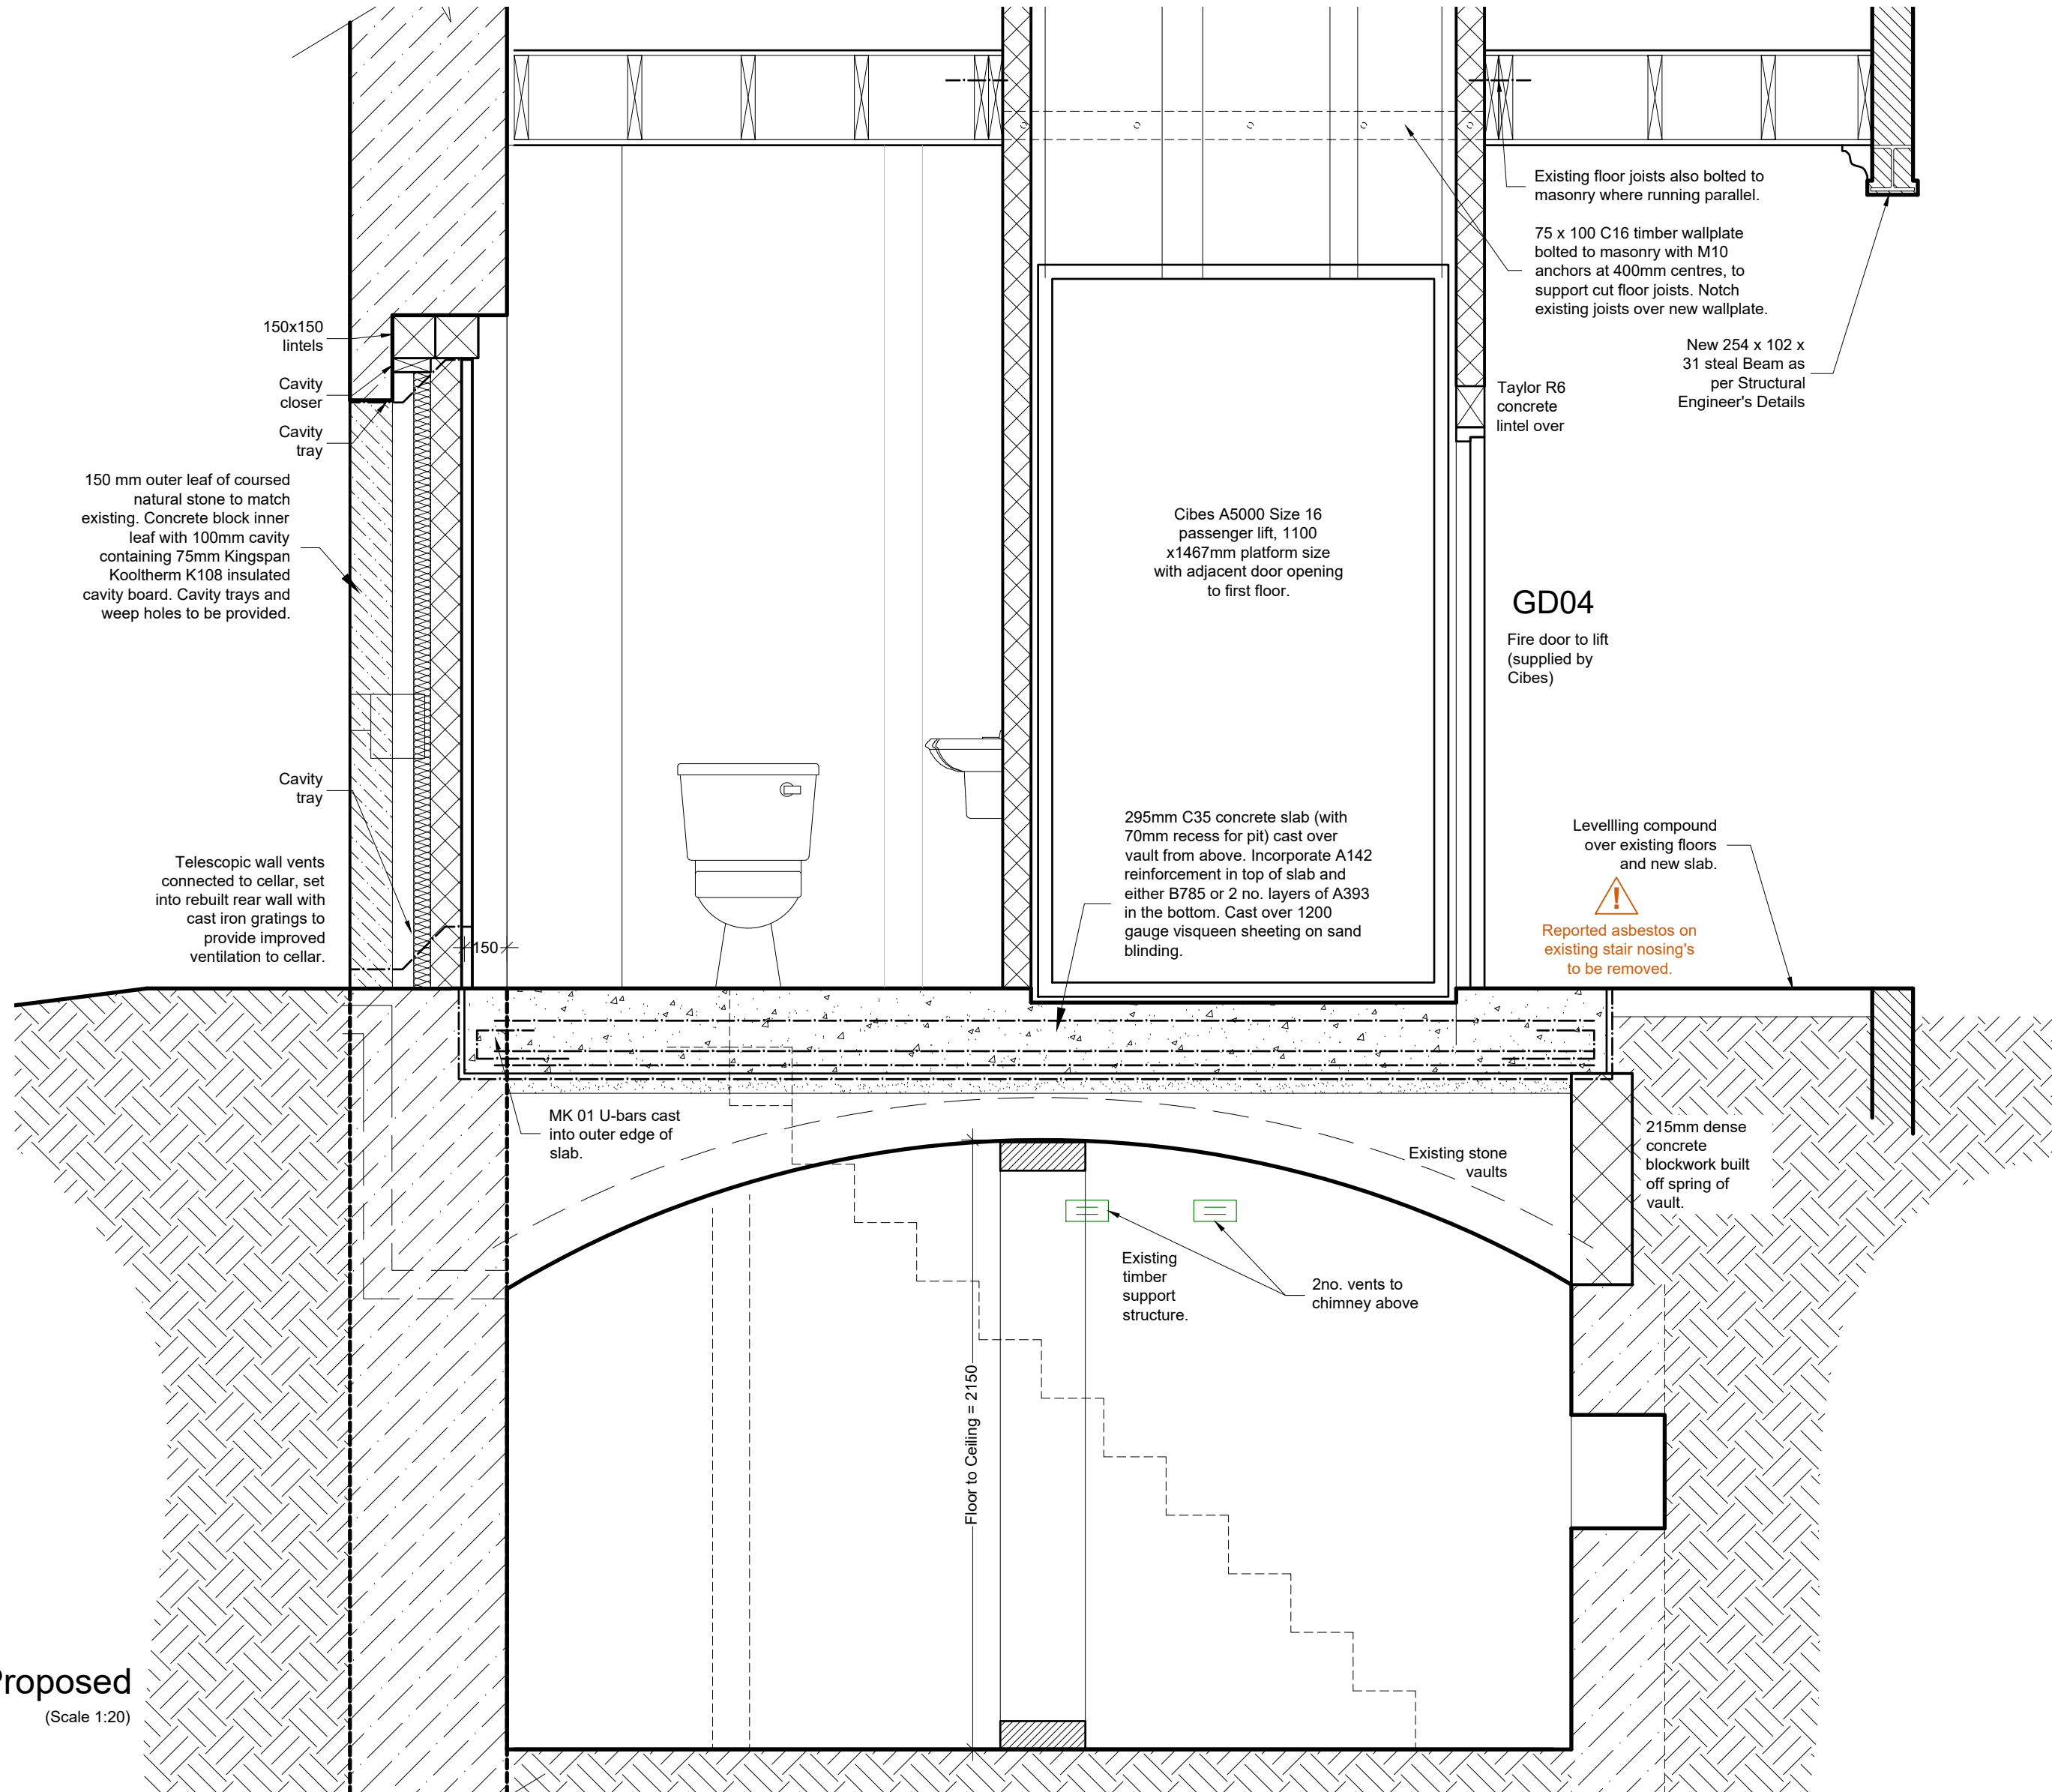 Existing floor joists also bolted to
masonry where running parallel.
75 x 100 C16 timber wallplate
bolted to masonry with M10
anchors at 400mm centres, to
support cut floor joists. Notch
existing joists over new wallplate.
150x150
lintels
Cavity
closer
Cavity
tray
New 254 x 102 x
31 steal Beam as
per Structural
Engineer's Details
Taylor R6
concrete
lintel over
150 mm outer leaf of coursed
natural stone to match
existing. Concrete block inner
leaf with 100mm cavity
containing 75mm Kingspan
Kooltherm K108 insulated
cavity board. Cavity trays and
weep holes to be provided.
Cibes A5000 Size 16
passenger lift, 1100
x1467mm platform size
with adjacent door opening
to first floor.
GD04
Fire door to lift
(supplied by
Cibes)
Cavity
tray
Telescopic wall vents
connected to cellar, set
into rebuilt rear wall with
cast iron gratings to
provide improved
ventilation to cellar.
150
295mm C35 concrete slab (with
70mm recess for pit) cast over
vault from above. Incorporate A142
reinforcement in top of slab and
either B785 or 2 no. layers of A393
in the bottom. Cast over 1200
gauge visqueen sheeting on sand
blinding.
Levellling compound
over existing floors
and new slab.
!
Reported asbestos on
existing stair nosing's
to be removed.
MK 01 U-bars cast
into outer edge of
slab.
Existing stone
vaults
215mm dense
concrete
blockwork built
off spring of
vault.
Existing
timber
support
structure.
2no. vents to
chimney above
Floor to Ceiling = 2150
Proposed
(Scale 1:20)